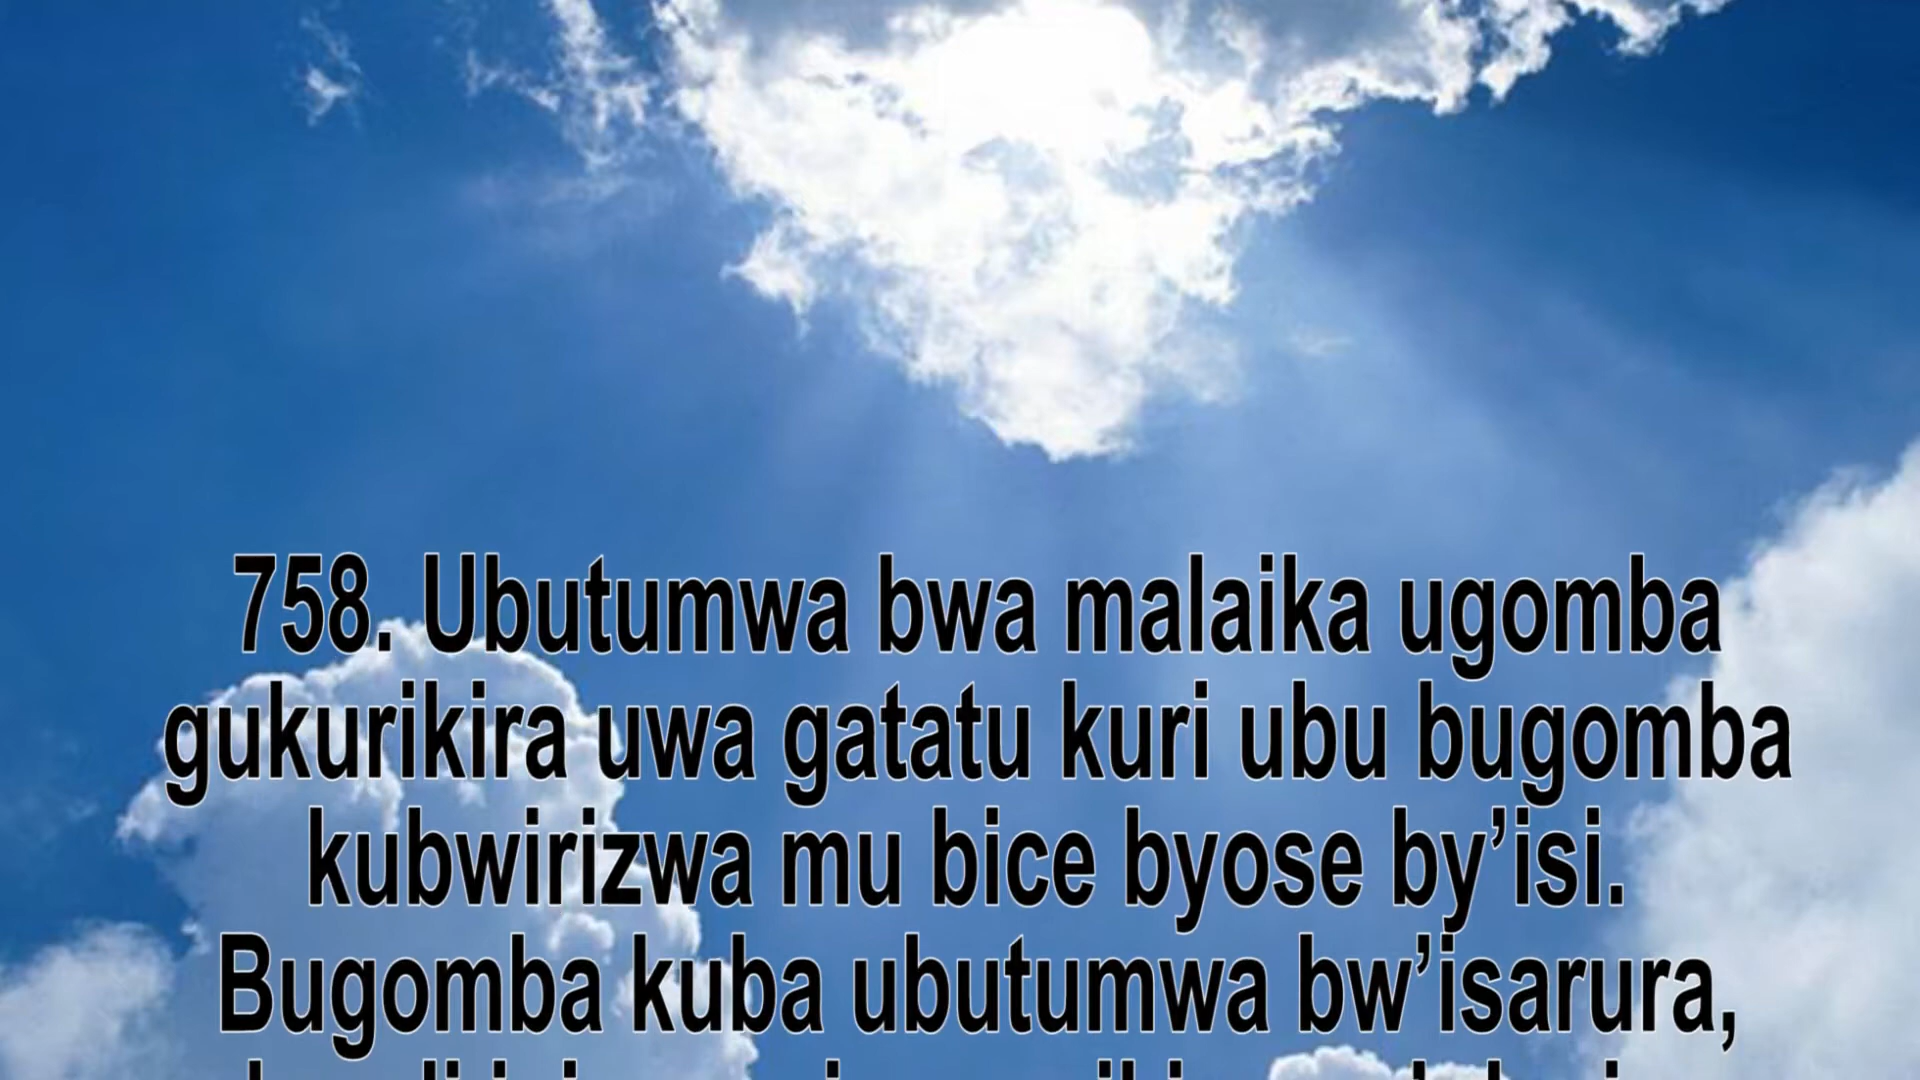 758. Ubutumwa bwa malaika ugomba
gukurikira uwa gatatu kuri ubu bugomba
kubwirizwa mu bice byose by’isi.
Bugomba kuba ubutumwa bw’isarura,